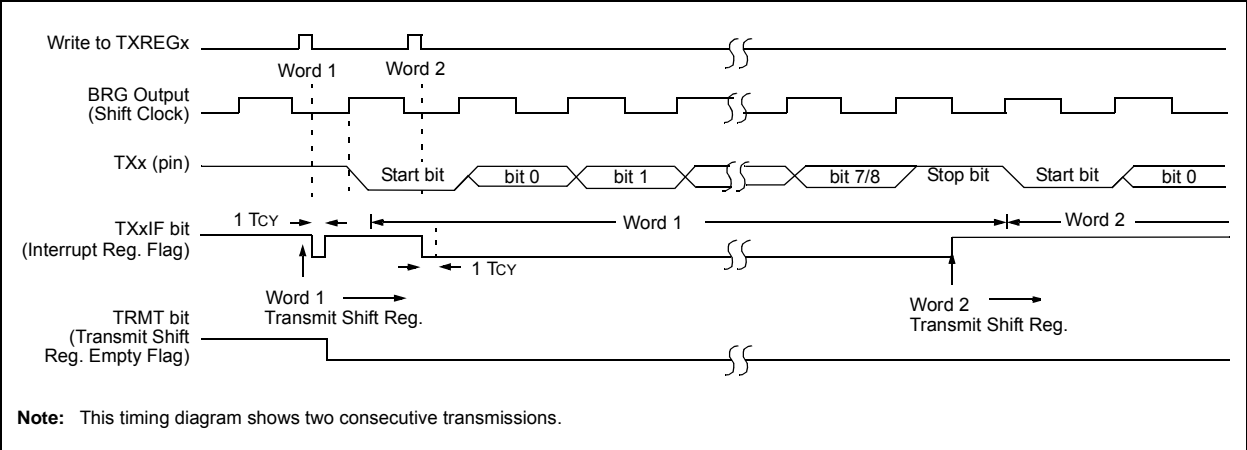 Write to TXREGx
Word 1
Word 2
BRG Output
(Shift Clock)
TXx (pin)
Start bit
bit 0
bit 1
bit 7/8
Stop bit
Start bit
bit 0
TXxIF bit
(Interrupt Reg. Flag)
1 TCY
Word 1
Word 2
1 TCY
Word 1
Transmit Shift Reg.
Word 2
Transmit Shift Reg.
TRMT bit
(Transmit Shift
Reg. Empty Flag)
Note: This timing diagram shows two consecutive transmissions.